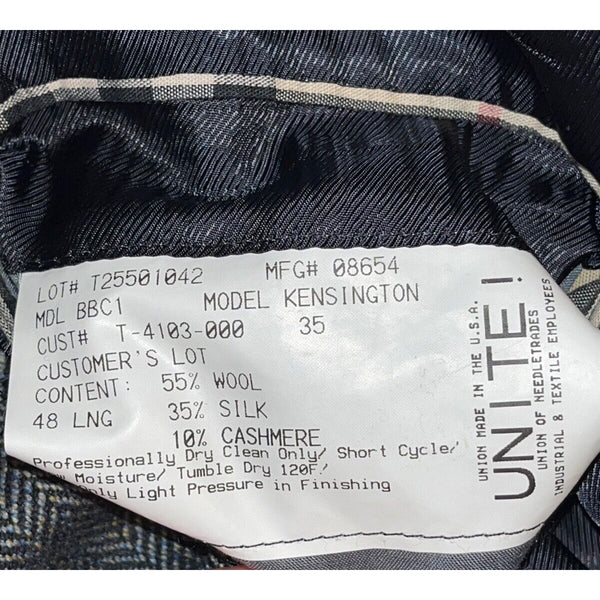 LOT# T25501042 MFG# 08654
MDL BBC1 MODEL KENSINGTON
CUST# T-4103-000 35
CUSTOMER'S LOT
CONTENT: 55% WOOL
48 LNG 35% SILK
10% CASHMERE
Professionally Dry Clean Only/ Short Cycle/
Moisture/ Tumble Dry 120F./
Only Light Pressure in Finishing
UNION MADE IN THE U.S.A.
UNITE!
UNION OF NEEDLETRADES
INDUSTRIAL & TEXTILE EMPLOYEES